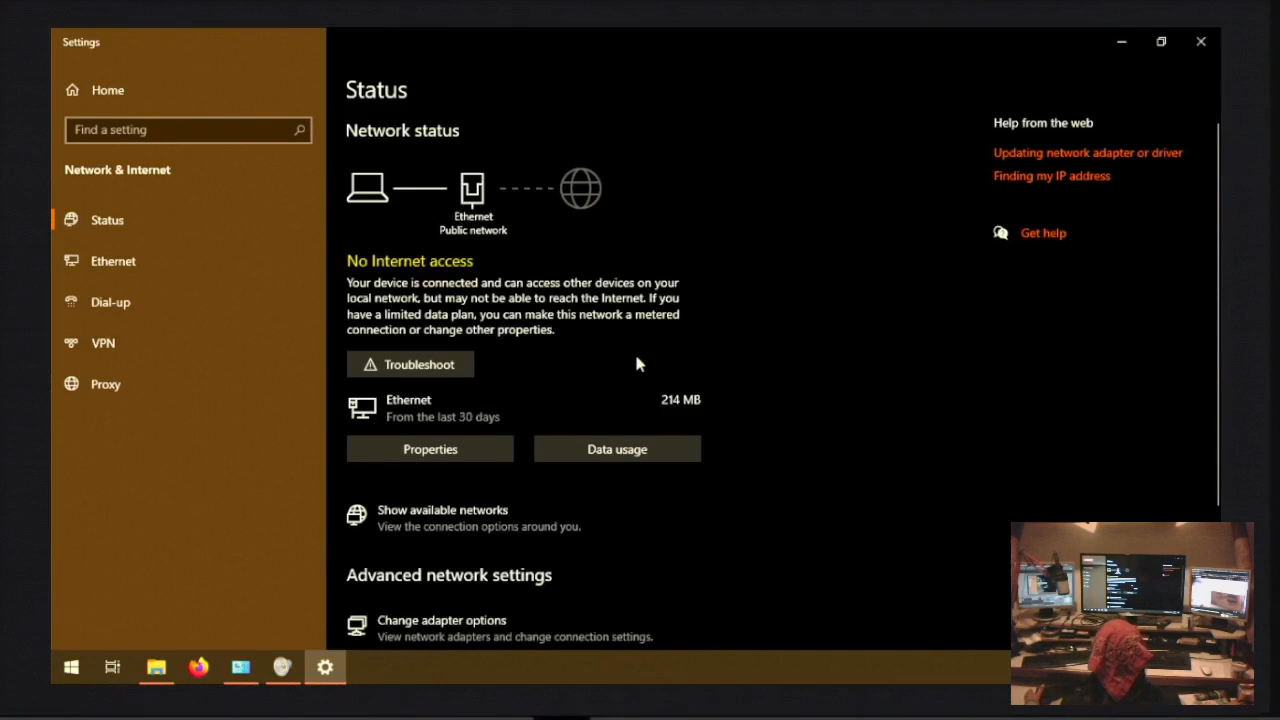 Settings
Home
Find a setting
Network & Internet
Status
Ethernet
Dial-up
VPN
Proxy
Status
Network status
Ethernet
Public network
No Internet access
Your device is connected and can access other devices on your
local network, but may not be able to reach the Internet. If you
have a limited data plan, you can make this network a metered
connection or change other properties.
Troubleshoot
Ethernet
214 MB
From the last 30 days
Properties
Data usage
Show available networks
View the connection options around you.
Advanced network settings
Change adapter options
View network adapters and change connection settings.
Help from the web
Updating network adapter or driver
Finding my IP address
Get help